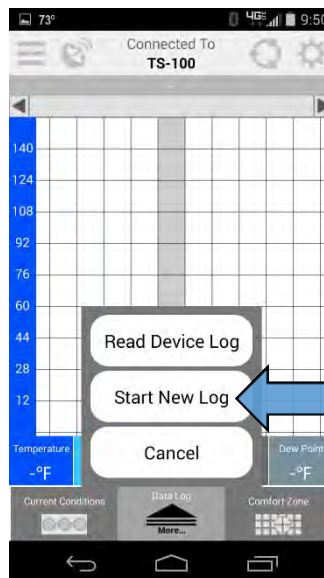 73°
4G
9:50
Connected To
TS-100
140
124
108
92
76
60
44
28
12
Read Device Log
Start New Log
Cancel
Temperature
-°F
Dew Point
-°F
Current Conditions
Data Log
More...
Comfort Zone